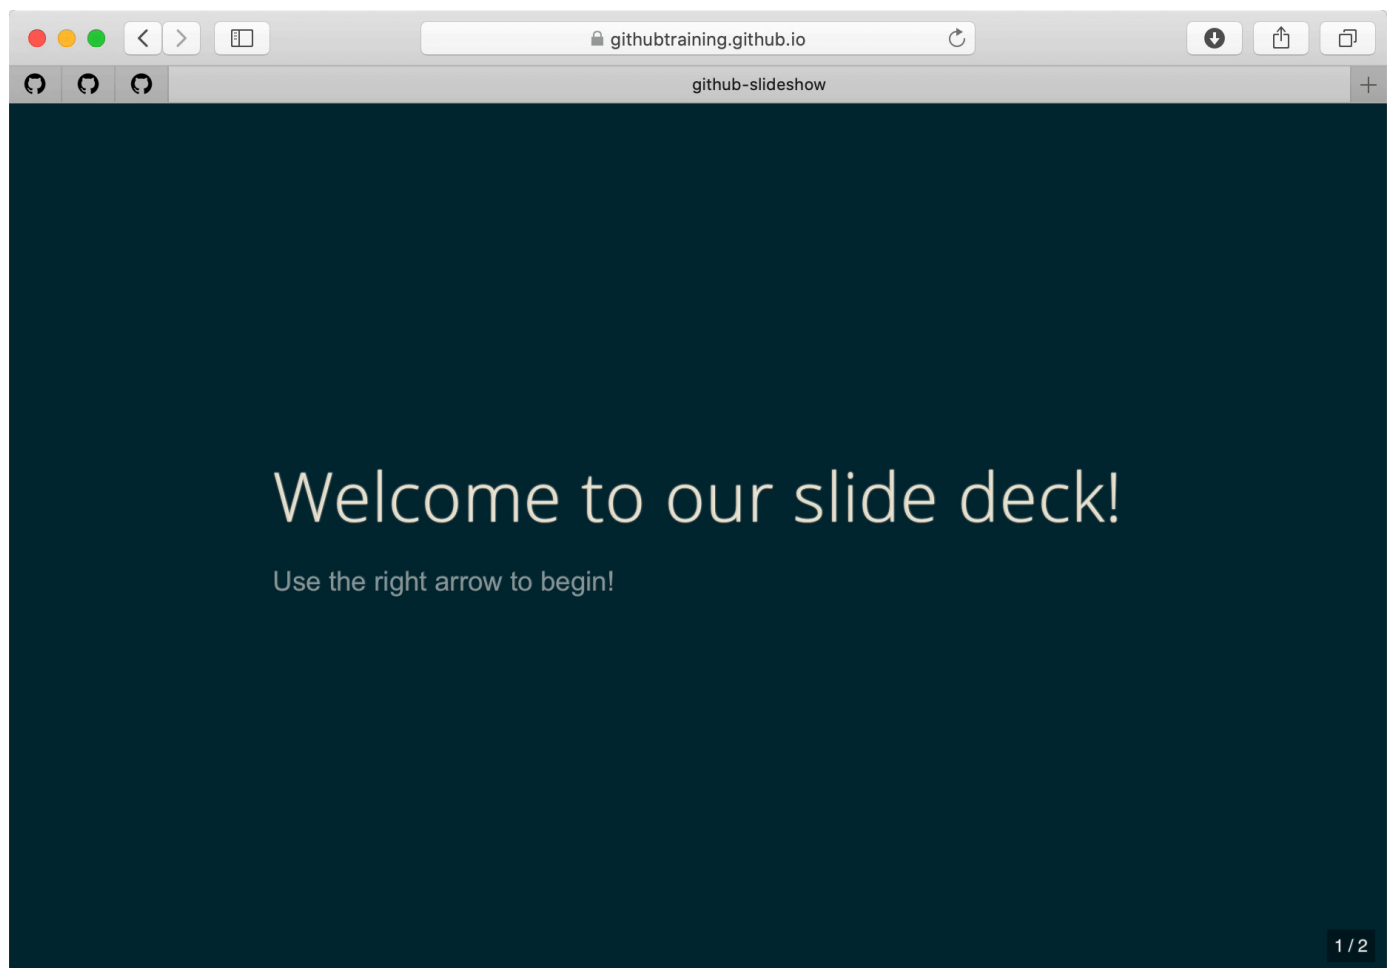 githubtraining.github.io
github-slideshow
Welcome to our slide deck!
Use the right arrow to begin!
1 / 2